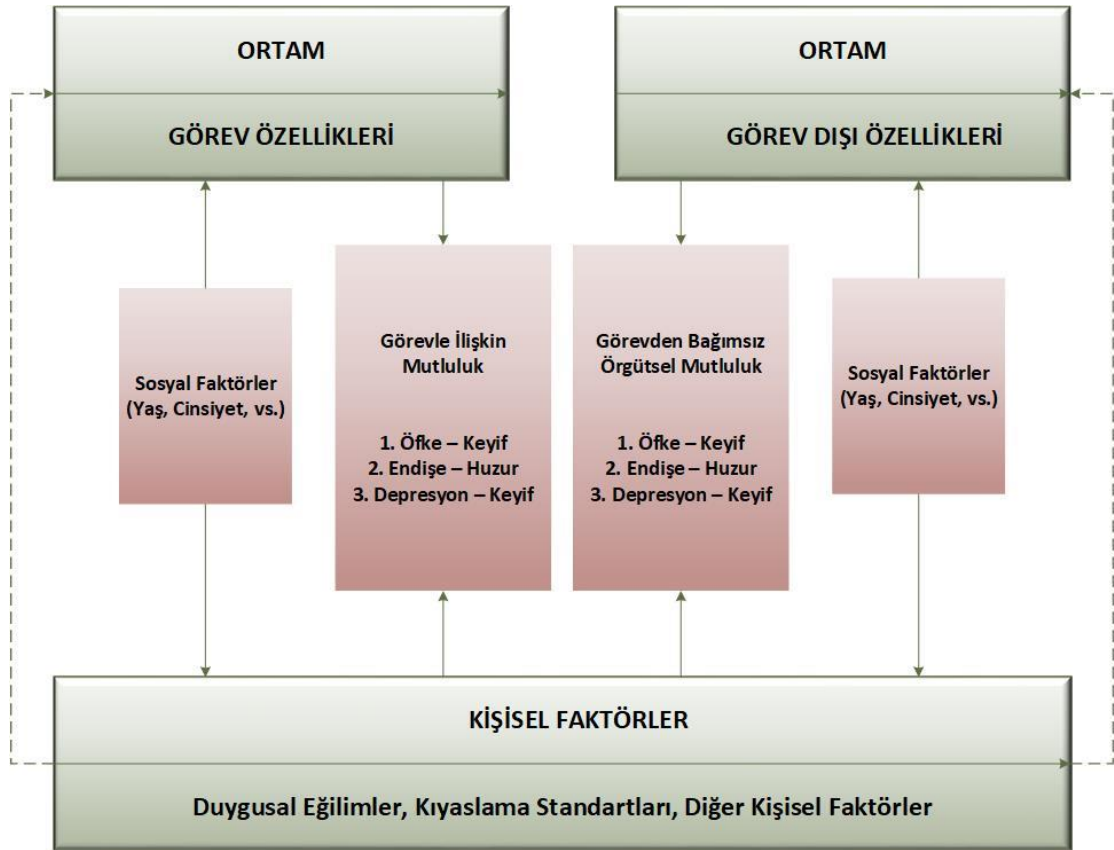 ORTAM
GÖREV ÖZELLİKLERİ
ORTAM
GÖREV DIŞI ÖZELLİKLERİ
Sosyal Faktörler
(Yaş, Cinsiyet, vs.)
Görevle İlişkin
Mutluluk
1. Öfke – Keyif
2. Endişe – Huzur
3. Depresyon – Keyif
Görevden Bağımsız
Örgütsel Mutluluk
1. Öfke – Keyif
2. Endişe – Huzur
3. Depresyon – Keyif
Sosyal Faktörler
(Yaş, Cinsiyet, vs.)
KİŞİSEL FAKTÖRLER
Duygusal Eğilimler, Kıyaslama Standartları, Diğer Kişisel Faktörler